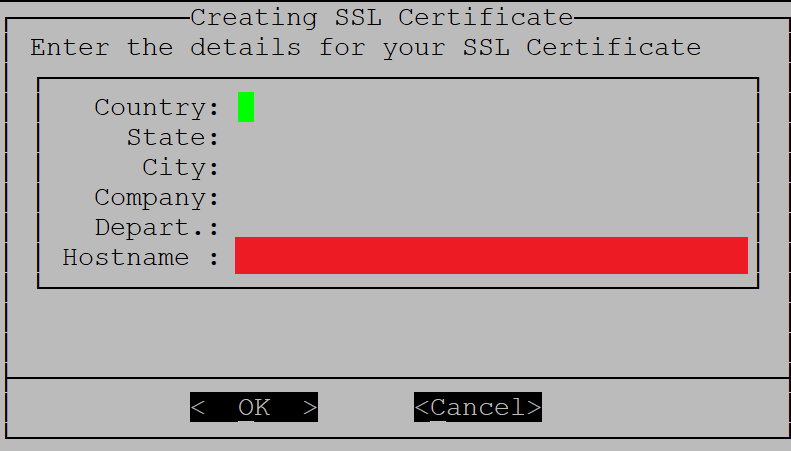 Creating SSL Certificate
Enter the details for your SSL Certificate
Country:
State:
City:
Company:
Depart.:
Hostname :
<  OK  > <Cancel>